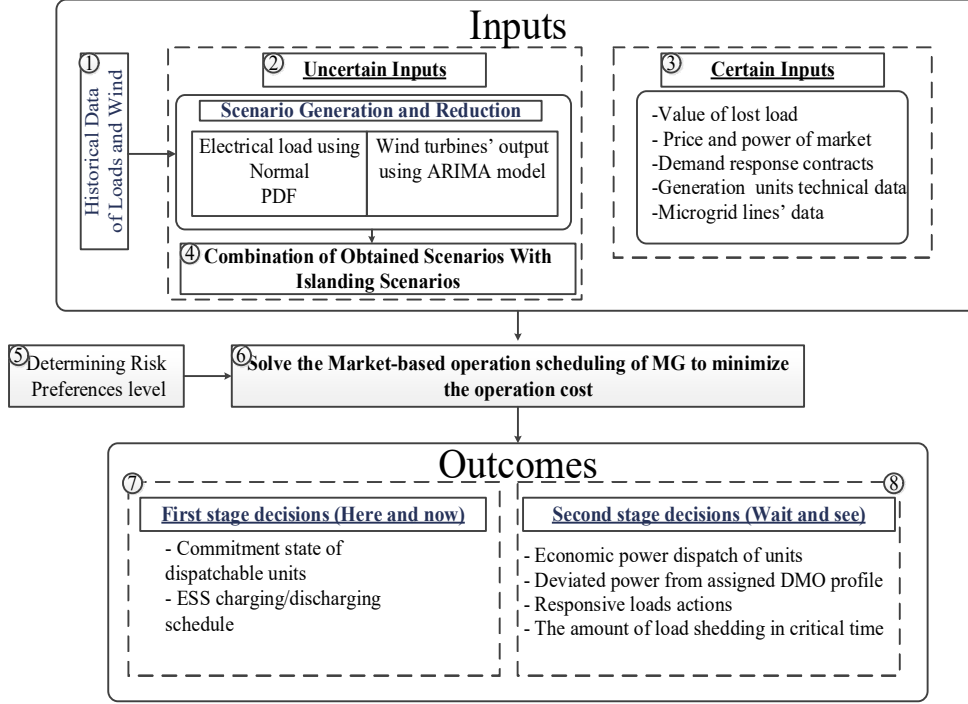 Inputs
1
Historical Data
of Loads and Wind
2
Uncertain Inputs
Scenario Generation and Reduction
Electrical load using
Normal
PDF
Wind turbines’ output
using ARIMA model
4
Combination of Obtained Scenarios With
Islanding Scenarios
3
Certain Inputs
-Value of lost load
- Price and power of market
-Demand response contracts
-Generation units technical data
-Microgrid lines’ data
5
Determining Risk
Preferences level
6
Solve the Market-based operation scheduling of MG to minimize
the operation cost
Outcomes
7
First stage decisions (Here and now)
- Commitment state of
dispatchable units
- ESS charging/discharging
schedule
8
Second stage decisions (Wait and see)
- Economic power dispatch of units
- Deviated power from assigned DMO profile
- Responsive loads actions
- The amount of load shedding in critical time